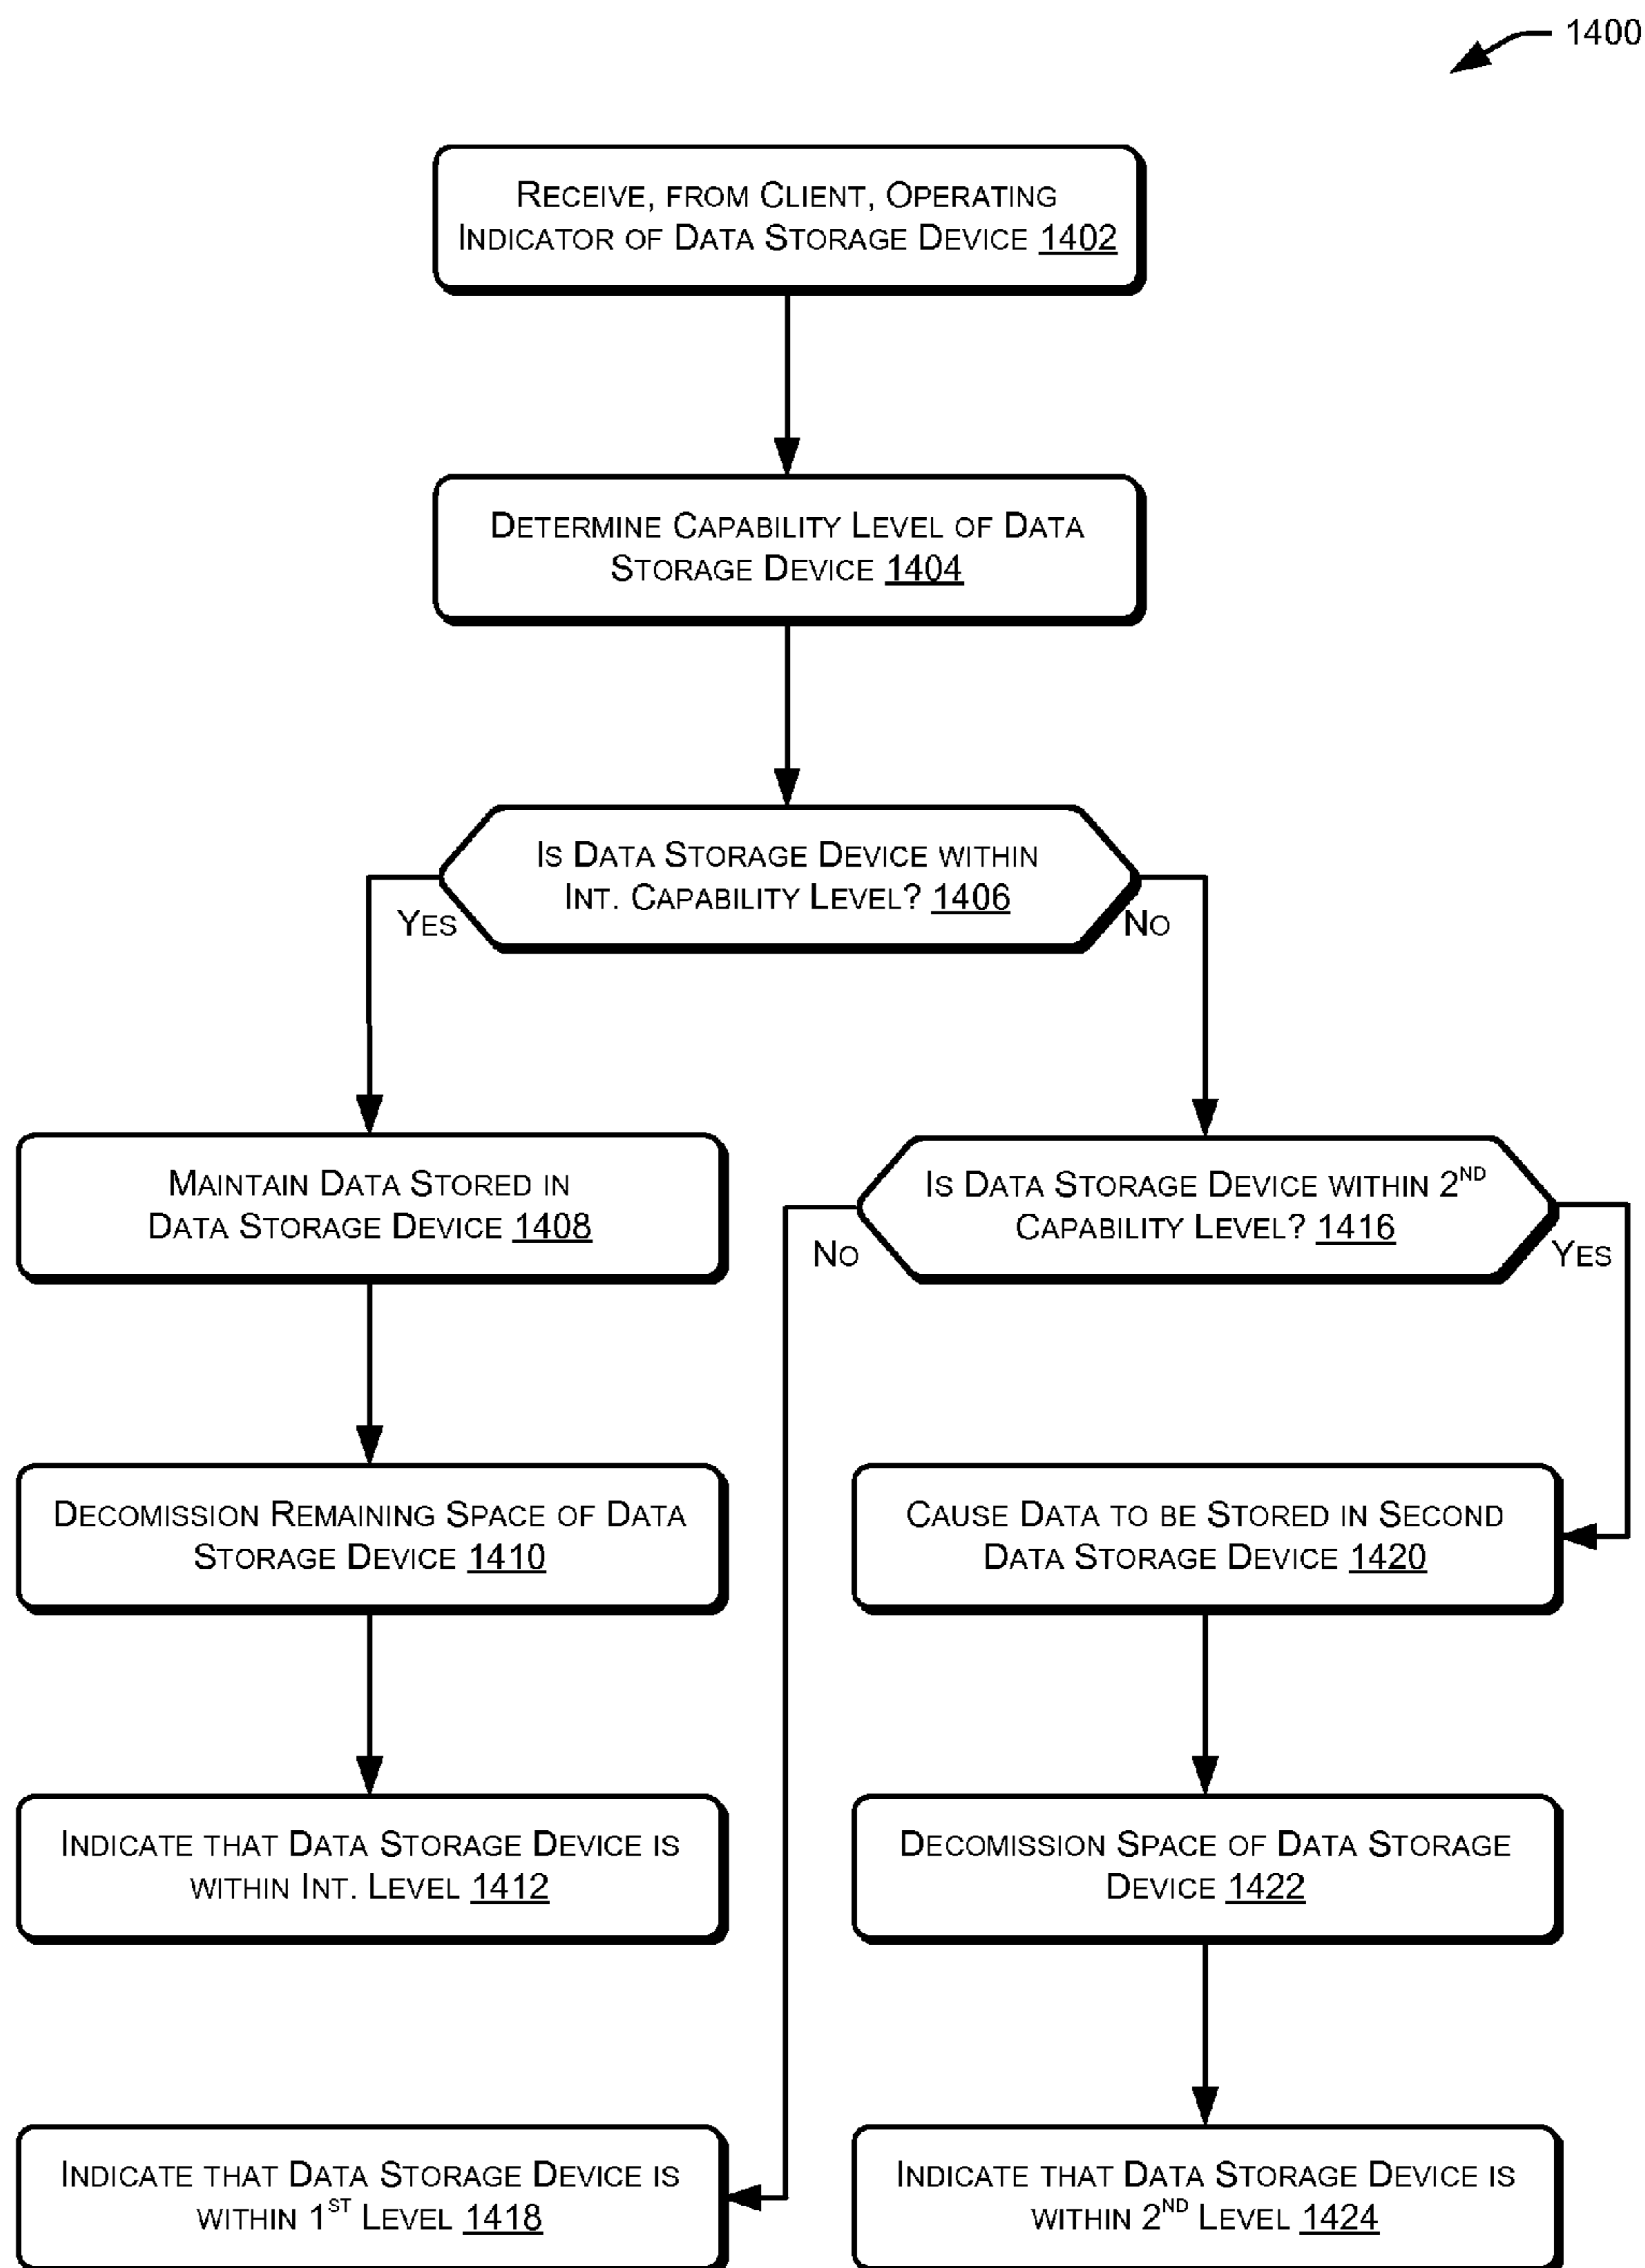 1400
Receive, from Client, Operating
Indicator of Data Storage Device 1402
Determine Capability Level of Data
Storage Device 1404
Is Data Storage Device within
Int. Capability Level? 1406
Yes
No
Maintain Data Stored in
Data Storage Device 1408
Is Data Storage Device within 2nd
Capability Level? 1416
No
Yes
Decomission Remaining Space of Data
Storage Device 1410
Cause Data to be Stored in Second
Data Storage Device 1420
Indicate that Data Storage Device is
within Int. Level 1412
Decomission Space of Data Storage
Device 1422
Indicate that Data Storage Device is
within 1st Level 1418
Indicate that Data Storage Device is
within 2nd Level 1424